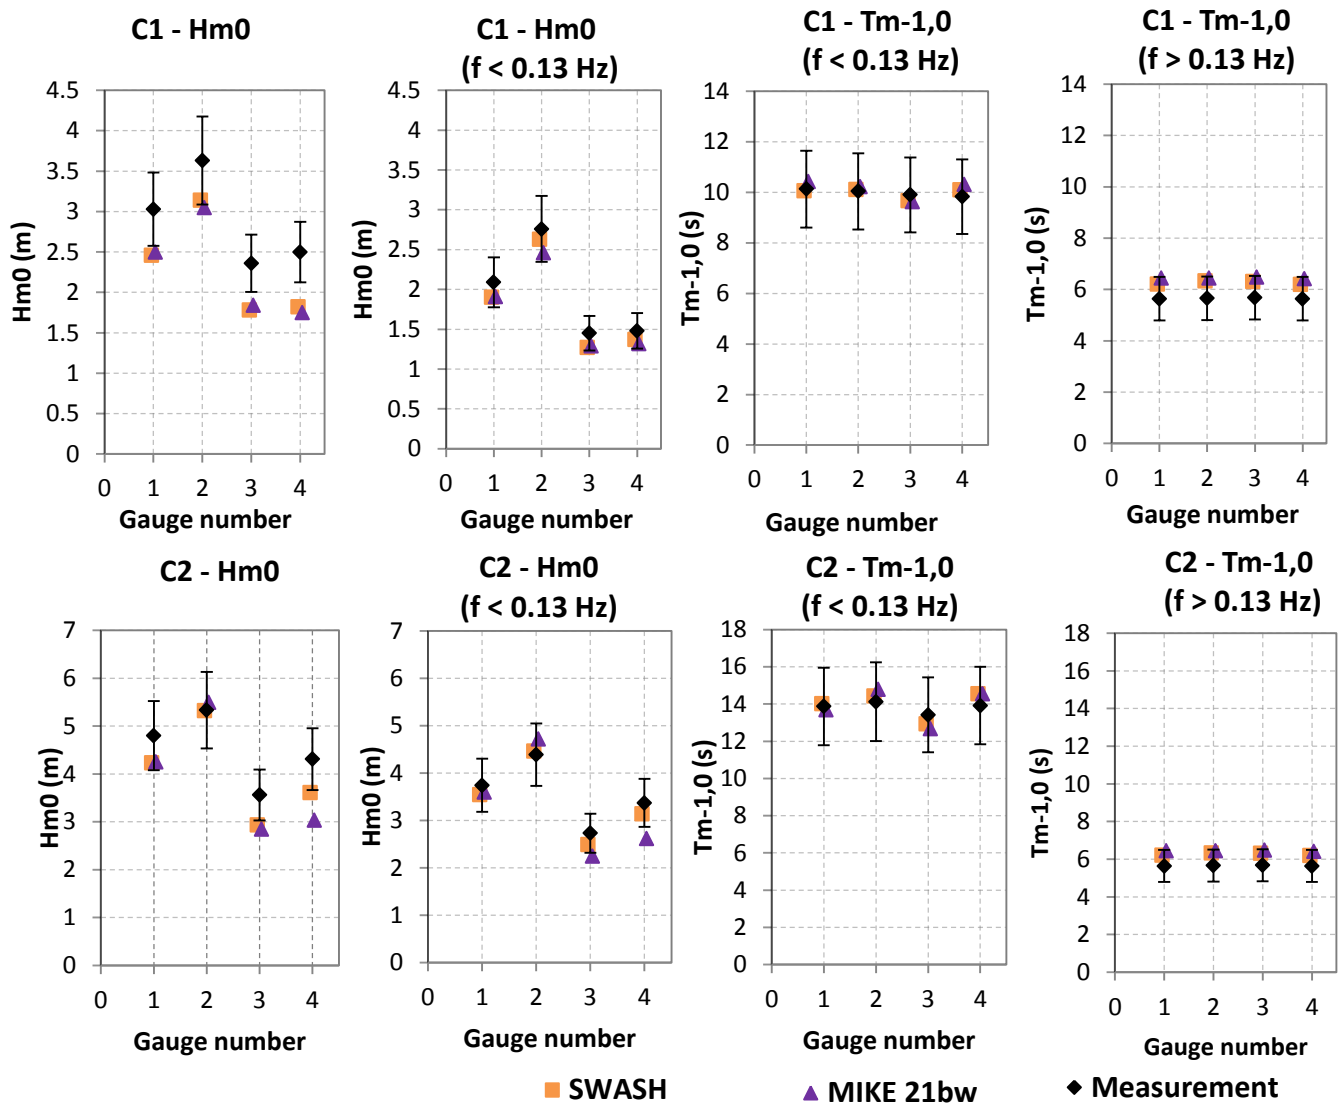 C1 - Hm0
Hm0 (m)
4.5
4
3.5
3
2.5
2
1.5
1
0.5
0
0 1 2 3 4
Gauge number
C1 - Hm0
(f < 0.13 Hz)
Hm0 (m)
4.5
4
3.5
3
2.5
2
1.5
1
0.5
0
0 1 2 3 4
Gauge number
C1 - Tm-1,0
(f < 0.13 Hz)
Tm-1,0 (s)
14
12
10
8
6
4
2
0
0 1 2 3 4
Gauge number
C1 - Tm-1,0
(f > 0.13 Hz)
Tm-1,0 (s)
14
12
10
8
6
4
2
0
0 1 2 3 4
Gauge number
C2 - Hm0
Hm0 (m)
7
6
5
4
3
2
1
0
0 1 2 3 4
Gauge number
C2 - Hm0
(f < 0.13 Hz)
Hm0 (m)
7
6
5
4
3
2
1
0
0 1 2 3 4
Gauge number
C2 - Tm-1,0
(f < 0.13 Hz)
Tm-1,0 (s)
18
16
14
12
10
8
6
4
2
0
0 1 2 3 4
Gauge number
C2 - Tm-1,0
(f > 0.13 Hz)
Tm-1,0 (s)
18
16
14
12
10
8
6
4
2
0
0 1 2 3 4
Gauge number
SWASH MIKE 21bw Measurement